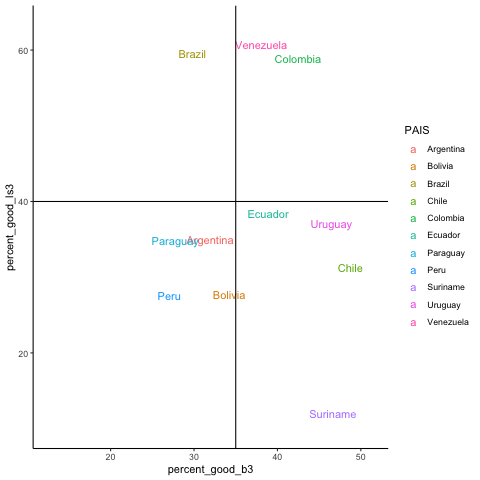 60
40
20
percent_good_ls3
Venezuela
Brazil
Colombia
Ecuador
Uruguay
Paraguay
Argentina
Chile
Peru
Bolivia
Suriname
20
30
40
50
percent_good_b3
PAIS
a Argentina
a Bolivia
a Brazil
a Chile
a Colombia
a Ecuador
a Paraguay
a Peru
a Suriname
a Uruguay
a Venezuela